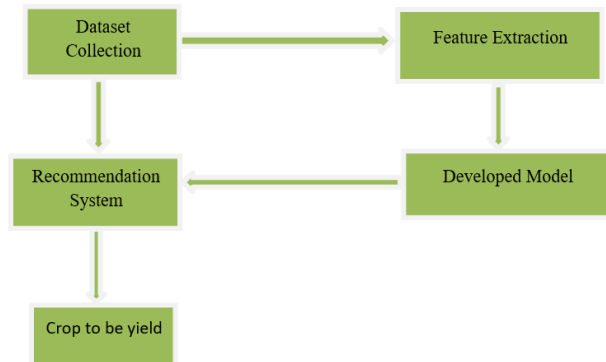 Dataset
Collection
Feature Extraction
Recommendation
System
Developed Model
Crop to be yield